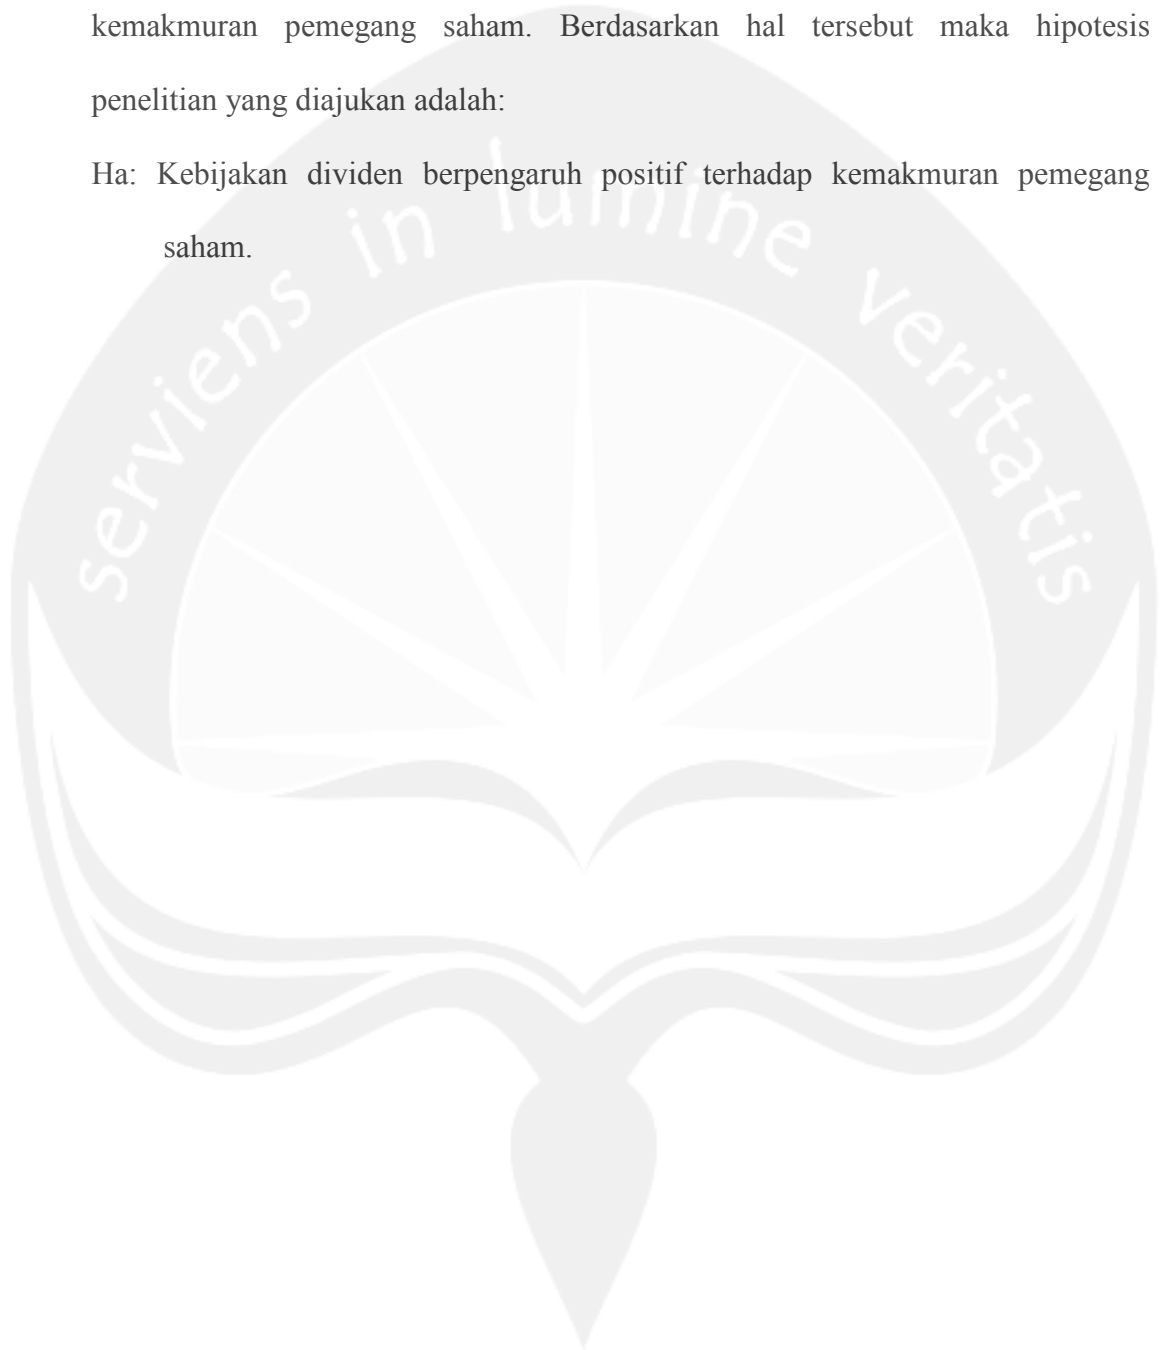 kemakmuran pemegang saham. Berdasarkan hal tersebut maka hipotesis
penelitian yang diajukan adalah:
Ha: Kebijakan dividen berpengaruh positif terhadap kemakmuran pemegang
saham.
serviens in lumine veritatis